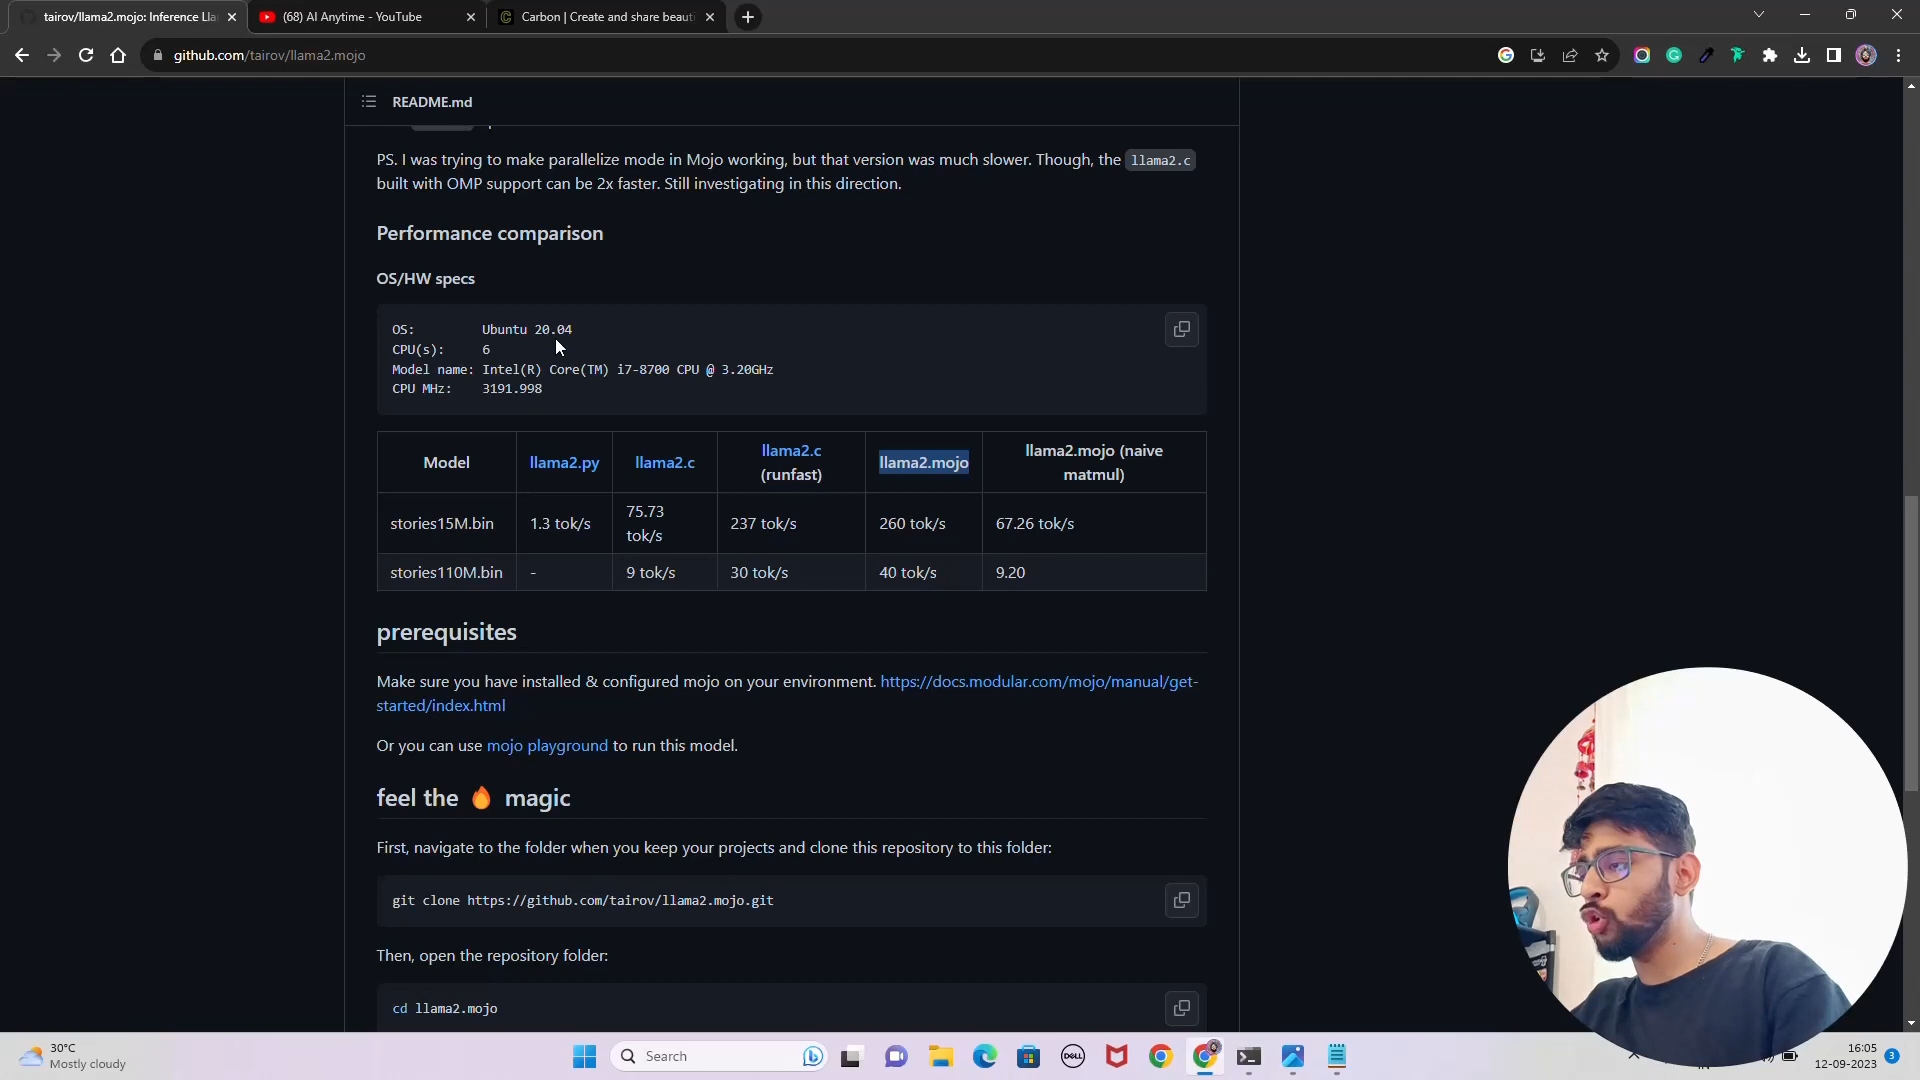 tairov/llama2.mojo: Inference Lla
(68) AI Anytime - YouTube
Carbon | Create and share beauti
github.com/tairov/llama2.mojo
README.md
PS. I was trying to make parallelize mode in Mojo working, but that version was much slower. Though, the llama2.c
built with OMP support can be 2x faster. Still investigating in this direction.
Performance comparison
OS/HW specs
OS: Ubuntu 20.04
CPU(s): 6
Model name: Intel(R) Core(TM) i7-8700 CPU @ 3.20GHz
CPU MHz: 3191.998
Model llama2.py llama2.c llama2.c (runfast) llama2.mojo llama2.mojo (naive matmul)
stories15M.bin 1.3 tok/s 75.73 tok/s 237 tok/s 260 tok/s 67.26 tok/s
stories110M.bin - 9 tok/s 30 tok/s 40 tok/s 9.20
prerequisites
Make sure you have installed & configured mojo on your environment. https://docs.modular.com/mojo/manual/get-
started/index.html
Or you can use mojo playground to run this model.
feel the 🔥 magic
First, navigate to the folder when you keep your projects and clone this repository to this folder:
git clone https://github.com/tairov/llama2.mojo.git
Then, open the repository folder:
cd llama2.mojo
30°C
Mostly cloudy
Search
DELL
16:05
12-09-2023
3